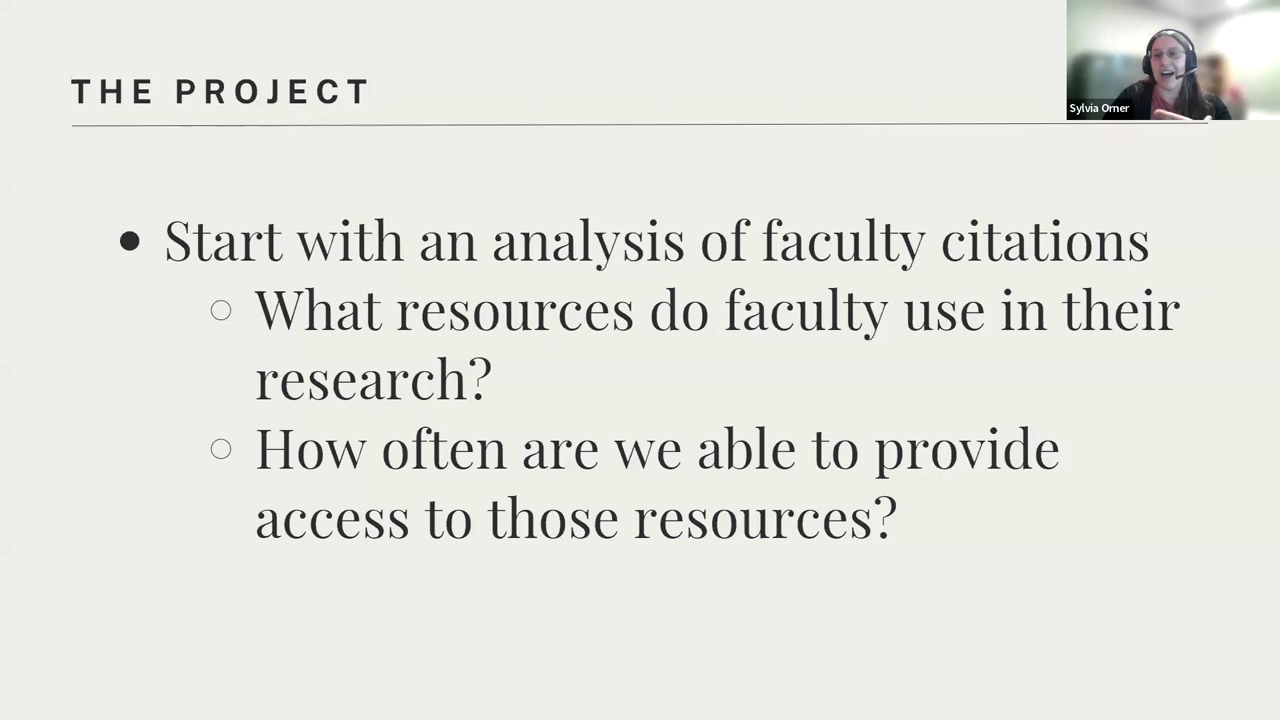 THE PROJECT
Sylvia Orner
• Start with an analysis of faculty citations
○ What resources do faculty use in their
research?
○ How often are we able to provide
access to those resources?